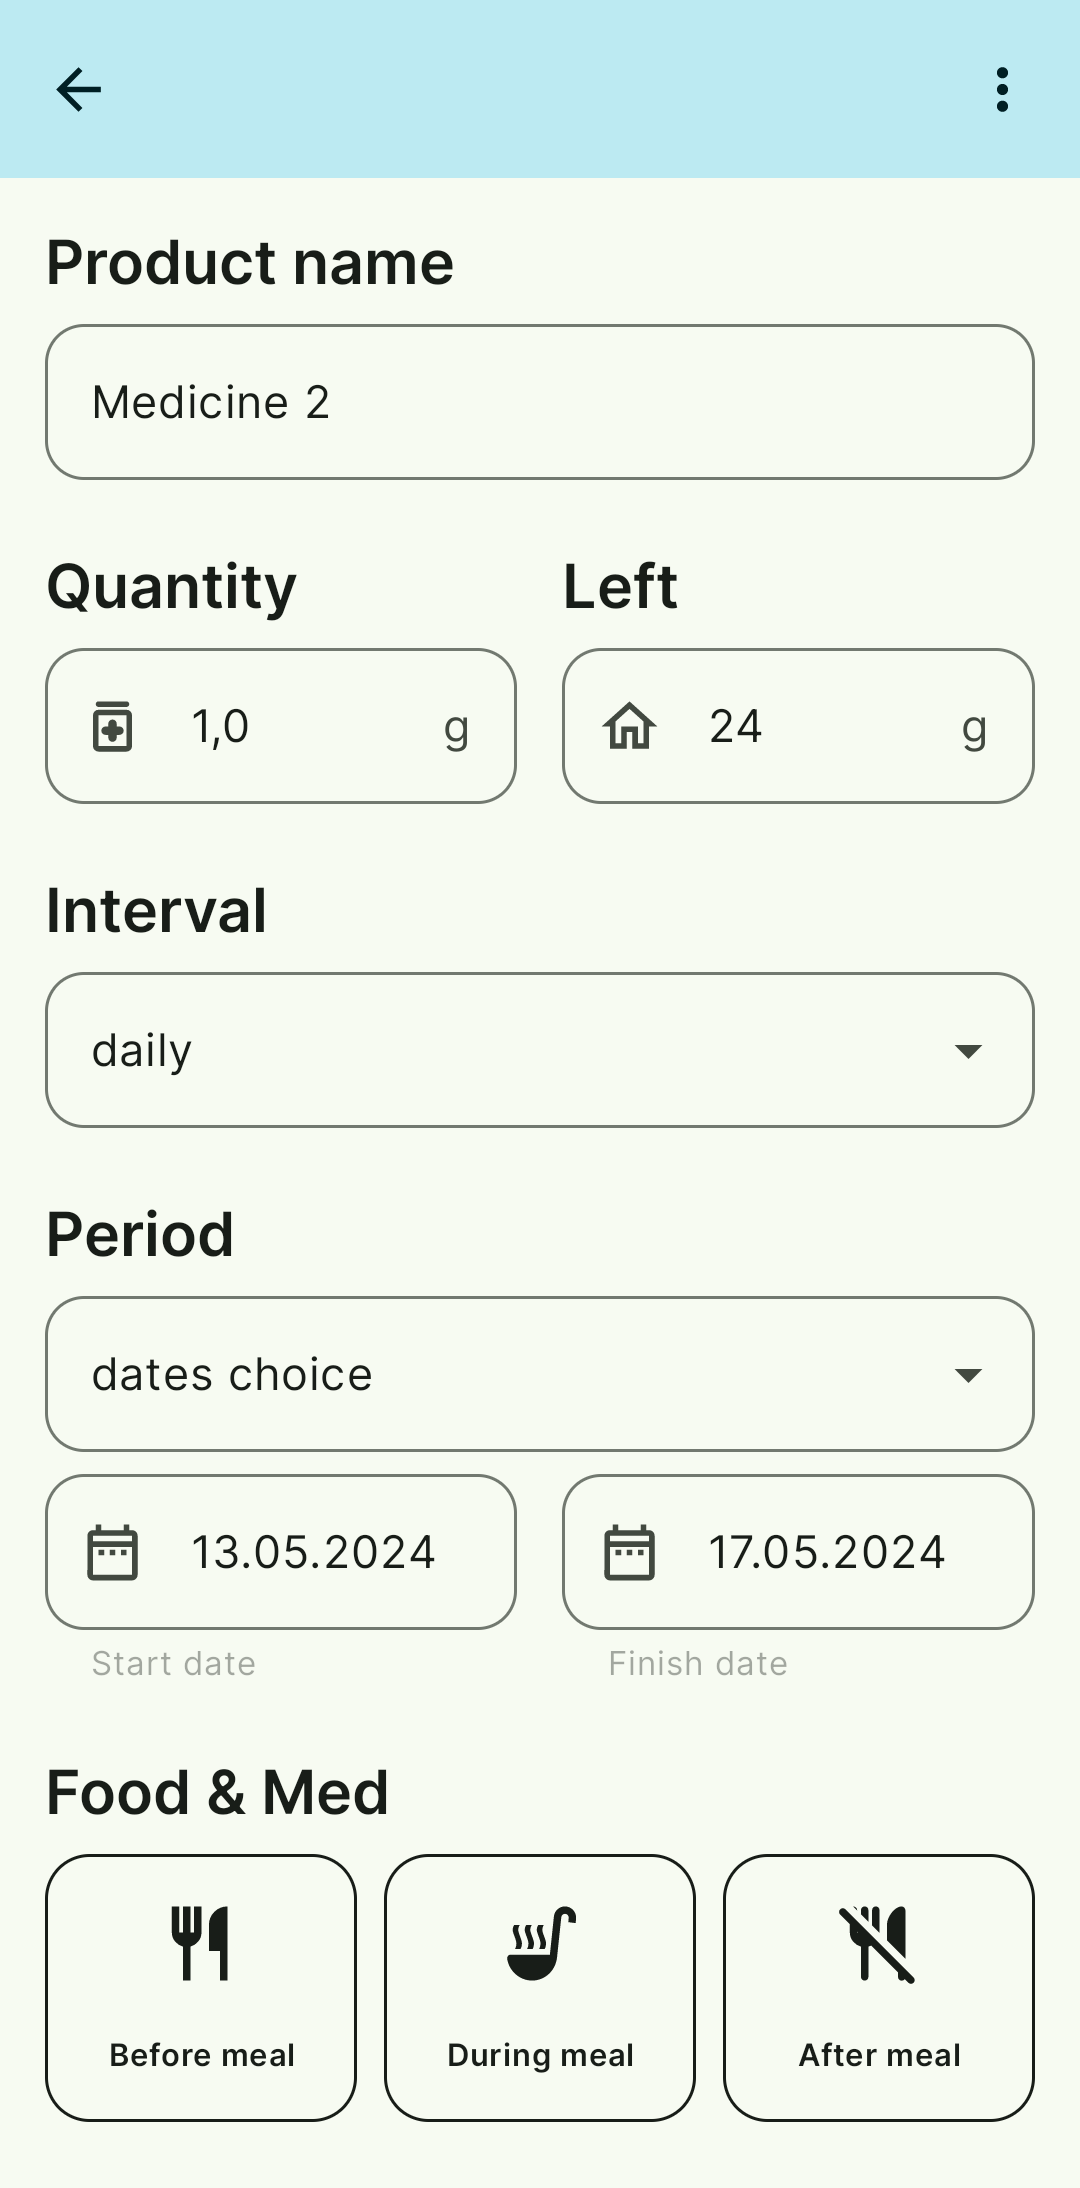 Product name
Medicine 2
Quantity
Left
1,0 g
24 g
Interval
daily
Period
dates choice
13.05.2024
17.05.2024
Start date
Finish date
Food & Med
Before meal
During meal
After meal